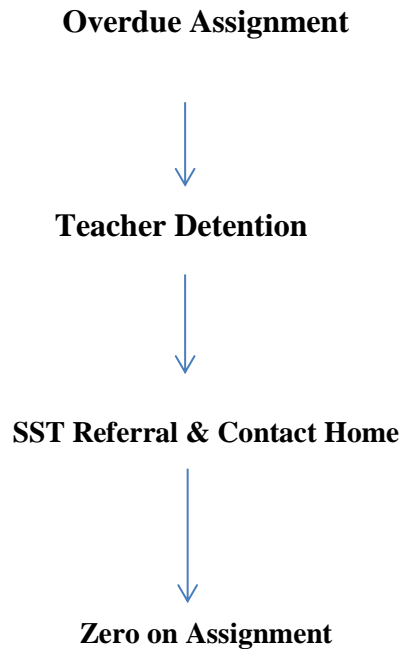 Overdue Assignment
Teacher Detention
SST Referral & Contact Home
Zero on Assignment